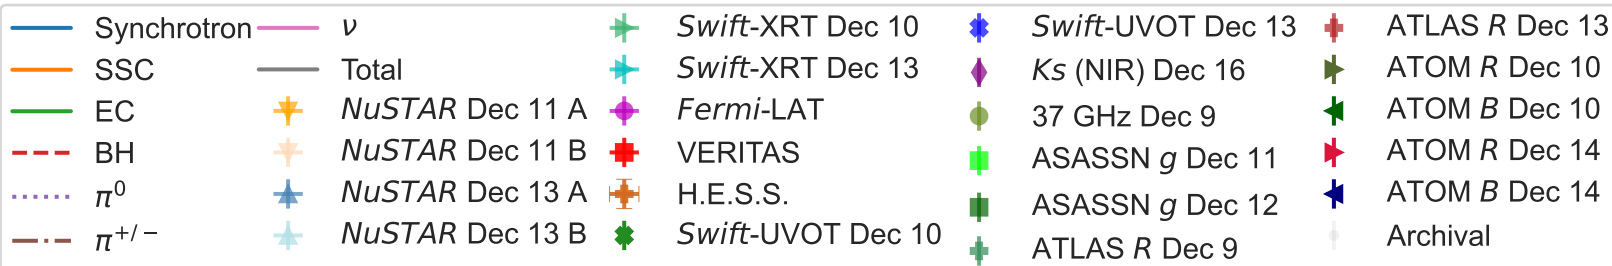 Synchrotron
SSC
EC
BH
π⁰
π⁺/⁻
ν
Total
NuSTAR Dec 11 A
NuSTAR Dec 11 B
NuSTAR Dec 13 A
NuSTAR Dec 13 B
Swift-XRT Dec 10
Swift-XRT Dec 13
Fermi-LAT
VERITAS
H.E.S.S.
Swift-UVOT Dec 10
Swift-UVOT Dec 13
Ks (NIR) Dec 16
37 GHz Dec 9
ASASSN g Dec 11
ASASSN g Dec 12
ATLAS R Dec 9
ATLAS R Dec 13
ATOM R Dec 10
ATOM B Dec 10
ATOM R Dec 14
ATOM B Dec 14
Archival